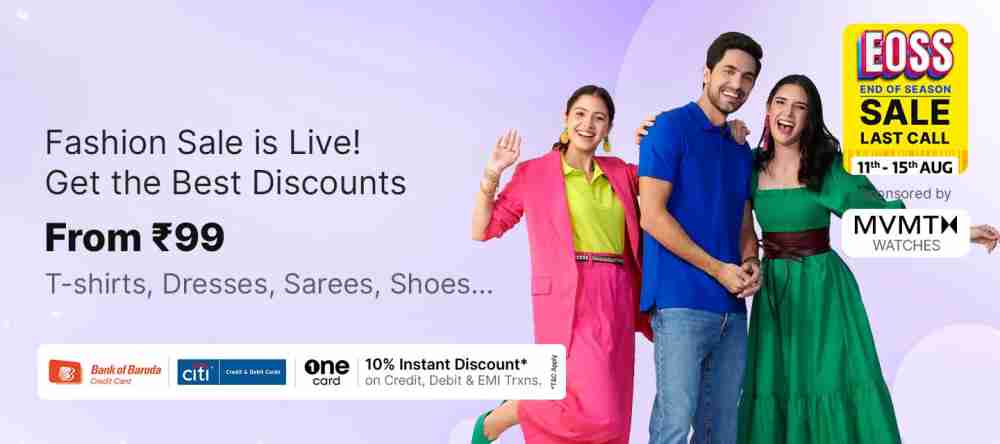 Fashion Sale is Live!
Get the Best Discounts
From ₹99
T-shirts, Dresses, Sarees, Shoes...
Bank of Baroda
Credit Card
citi
Credit & Debit Cards
one
card
10% Instant Discount*
on Credit, Debit & EMI Trxns.
*T&C Apply
EOSS
END OF SEASON
SALE
LAST CALL
11th - 15th AUG
Sponsored by
MVMT
WATCHES